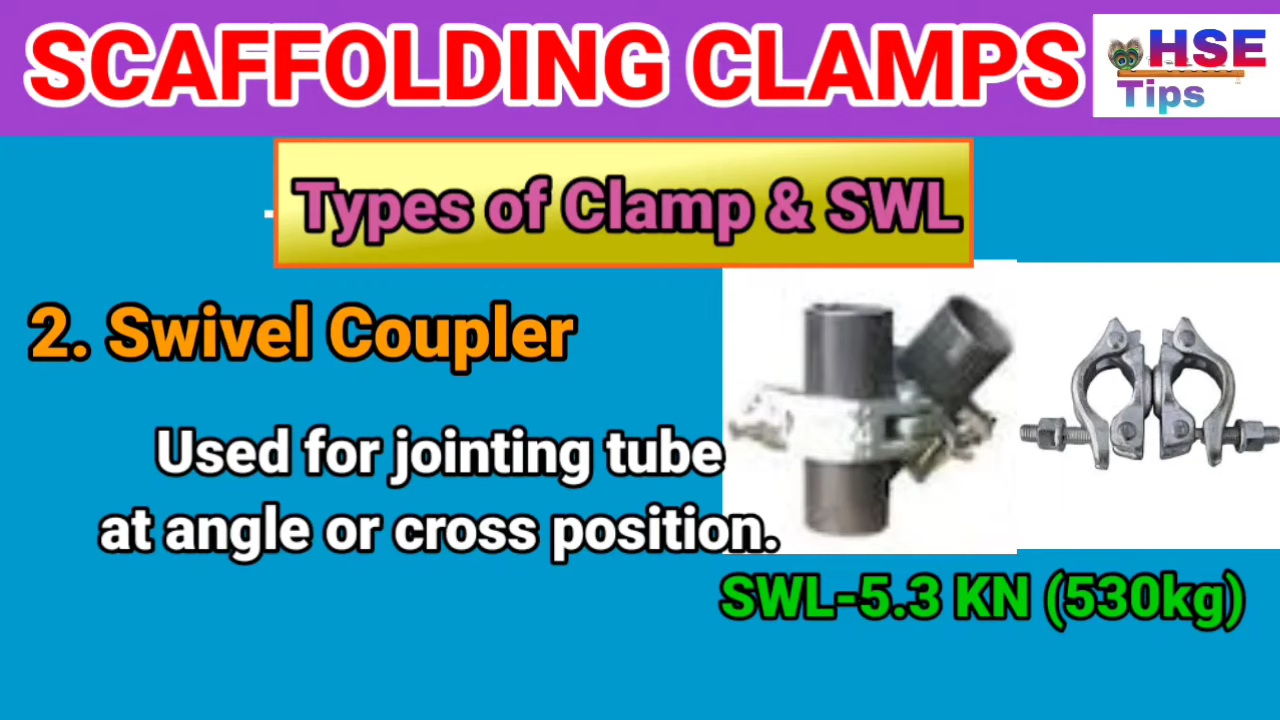 SCAFFOLDING CLAMPS
HSE
Tips
Types of Clamp & SWL
2. Swivel Coupler
Used for jointing tube
at angle or cross position.
SWL-5.3 KN (530kg)